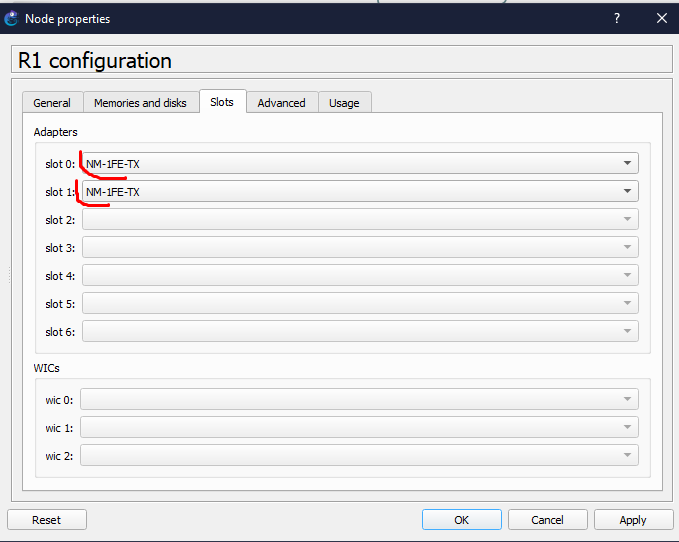 Node properties
?
R1 configuration
General
Memories and disks
Slots
Advanced
Usage
Adapters
slot 0: NM-1FE-TX
slot 1: NM-1FE-TX
slot 2:
slot 3:
slot 4:
slot 5:
slot 6:
WICs
wic 0:
wic 1:
wic 2:
Reset
OK
Cancel
Apply